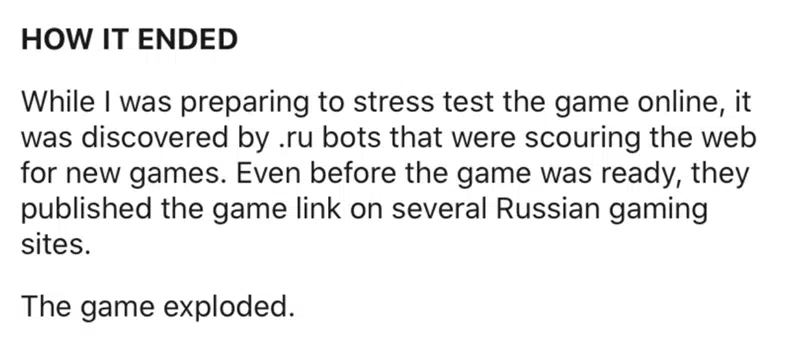 HOW IT ENDED
While I was preparing to stress test the game online, it
was discovered by .ru bots that were scouring the web
for new games. Even before the game was ready, they
published the game link on several Russian gaming
sites.
The game exploded.